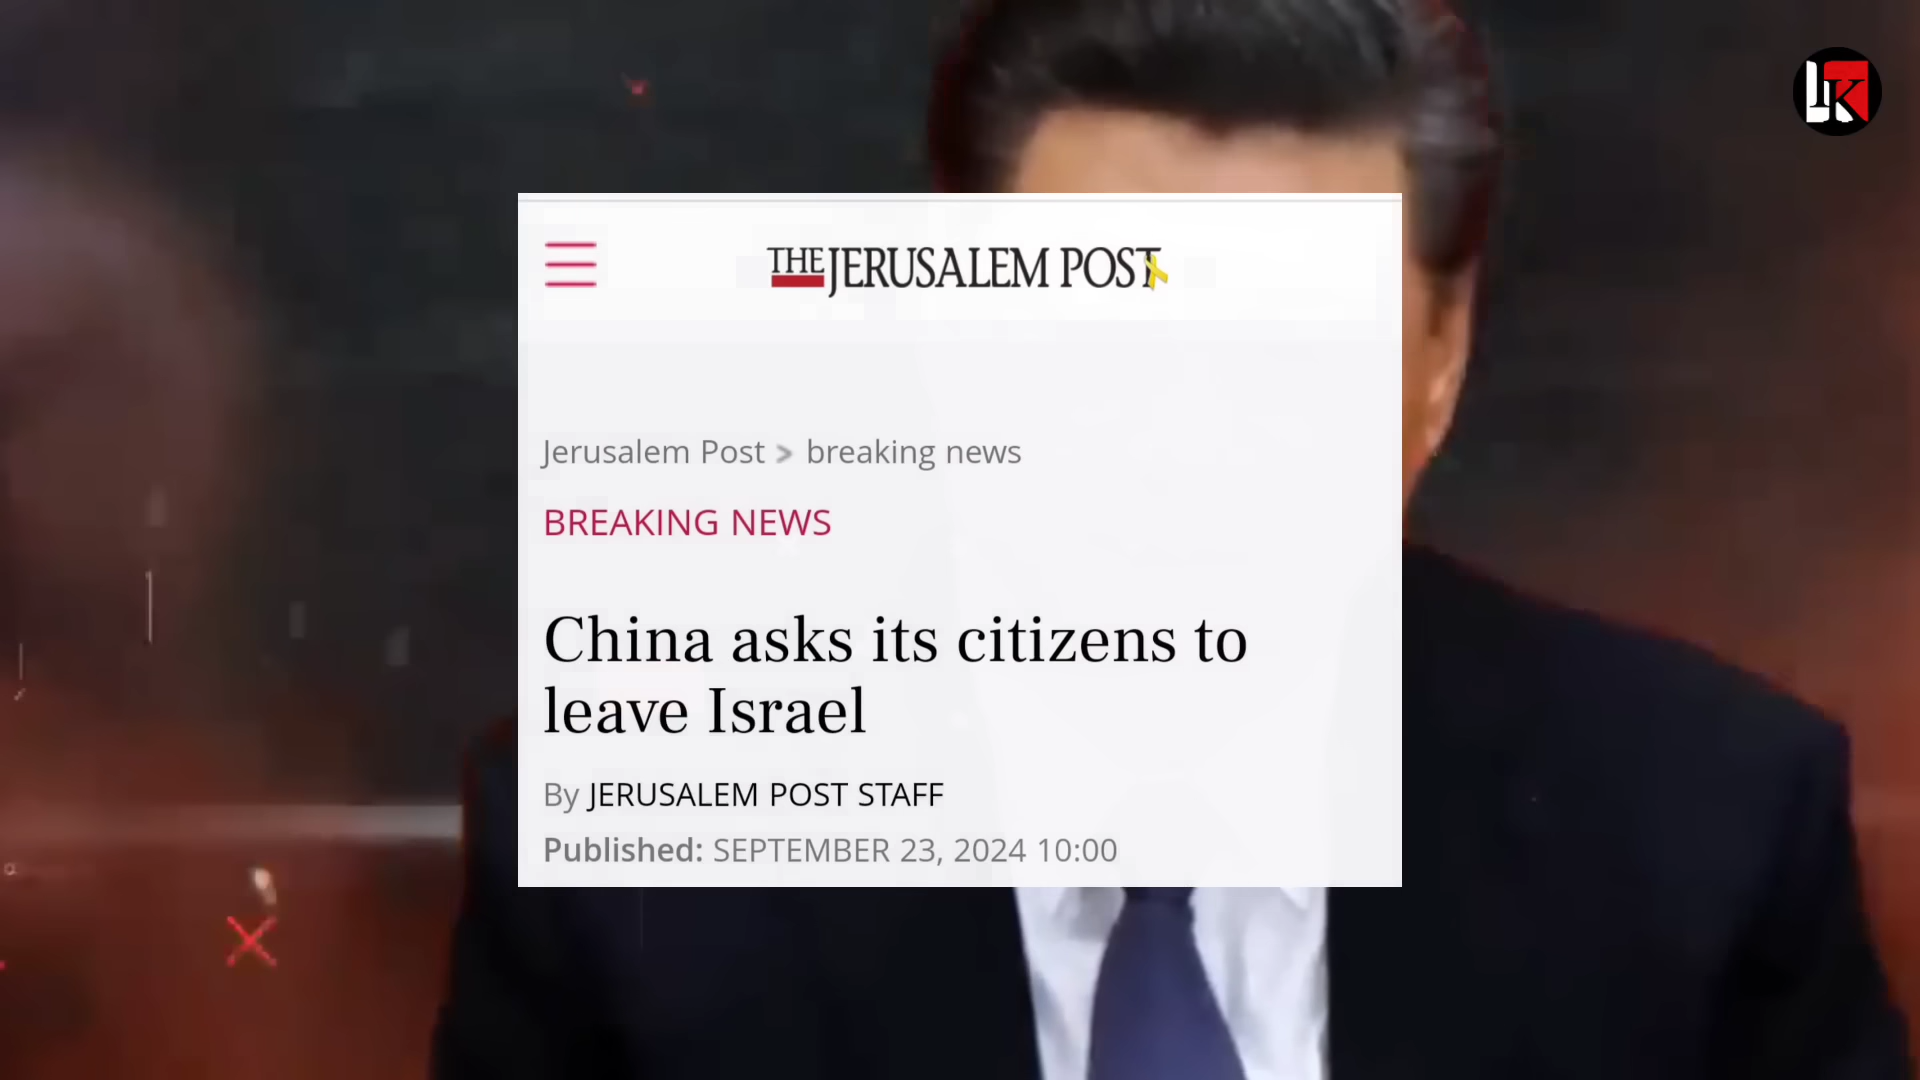 LK
THE JERUSALEM POST
Jerusalem Post > breaking news
BREAKING NEWS
China asks its citizens to
leave Israel
By JERUSALEM POST STAFF
Published: SEPTEMBER 23, 2024 10:00